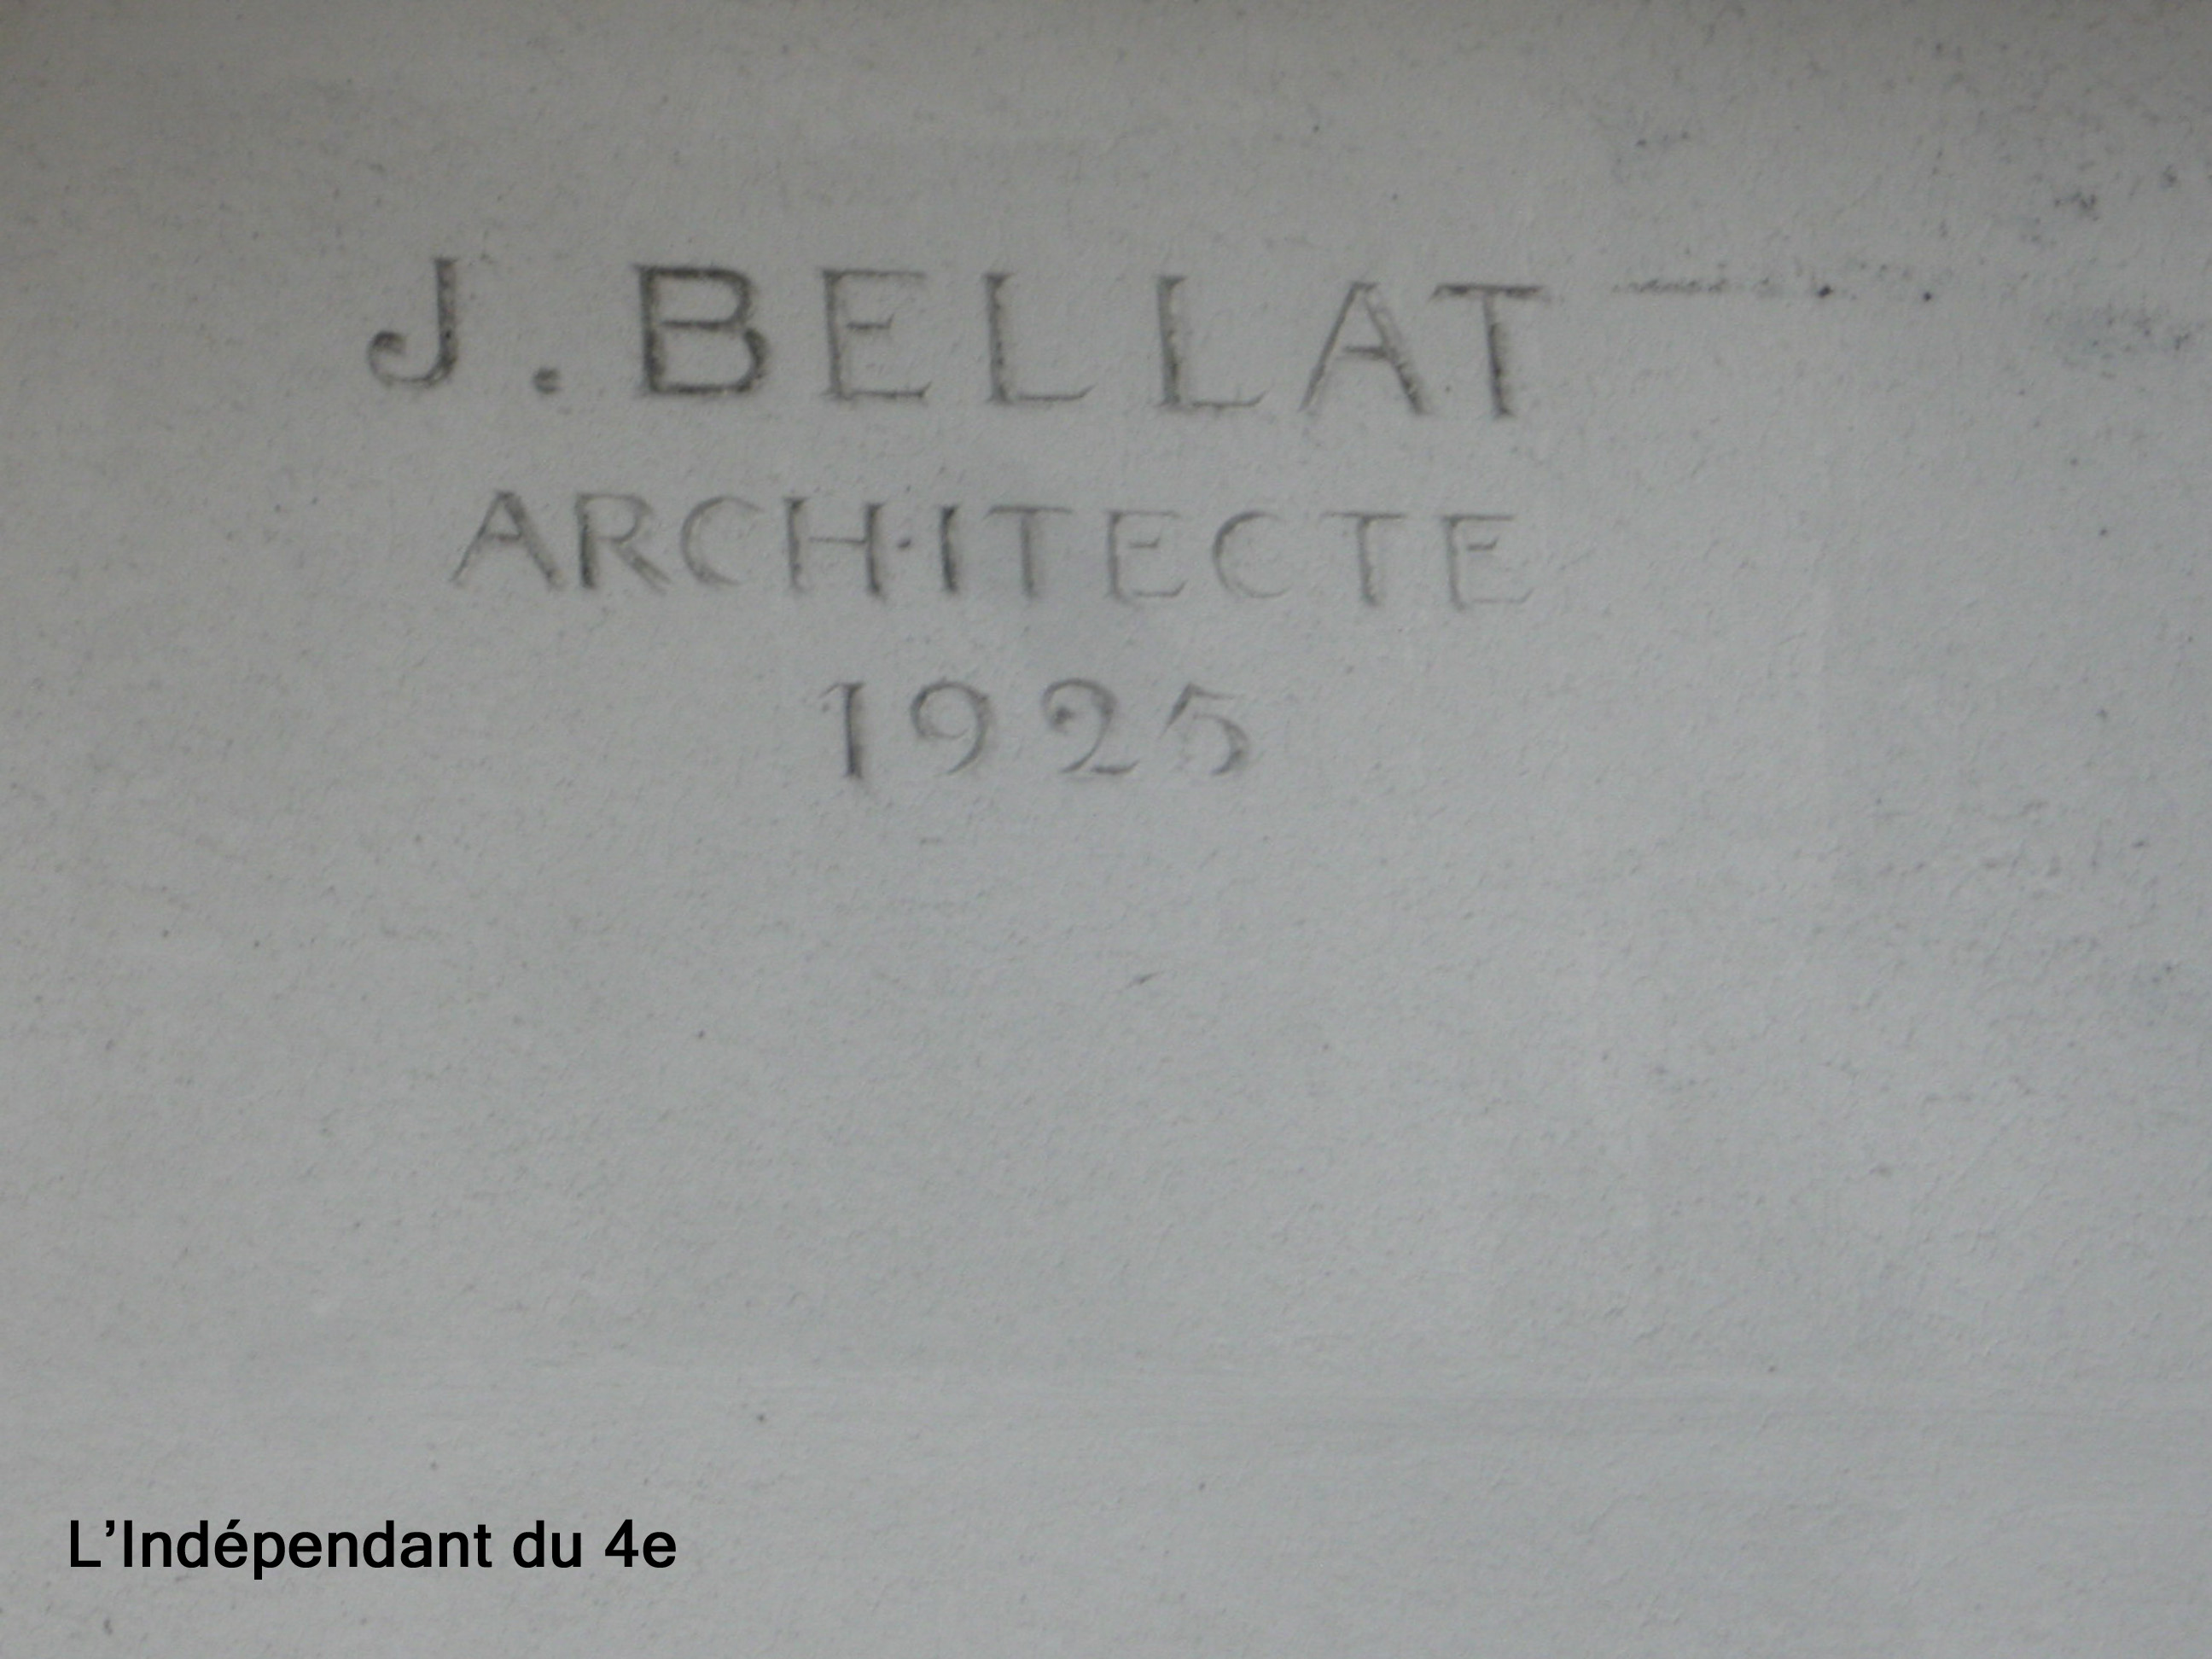 J. BELLAT
ARCHITECTE
1925
L’Indépendant du 4e